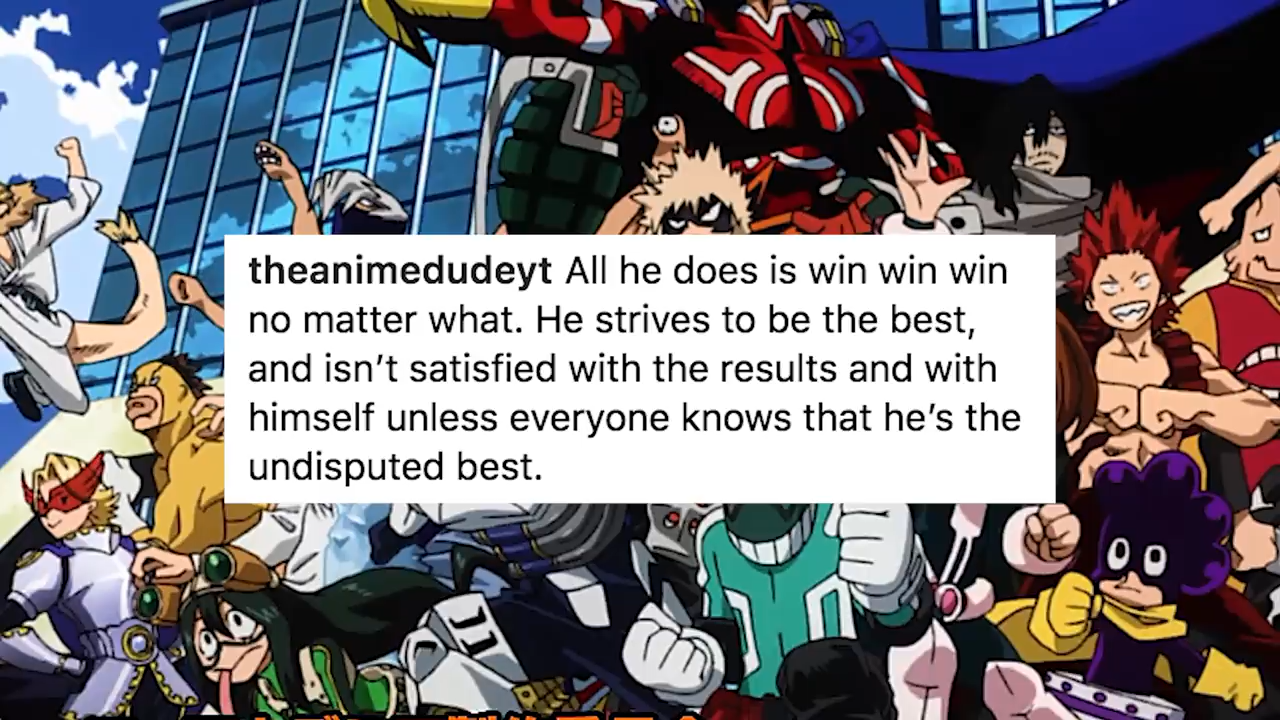 theanimedudeyt All he does is win win win
no matter what. He strives to be the best,
and isn't satisfied with the results and with
himself unless everyone knows that he's the
undisputed best.